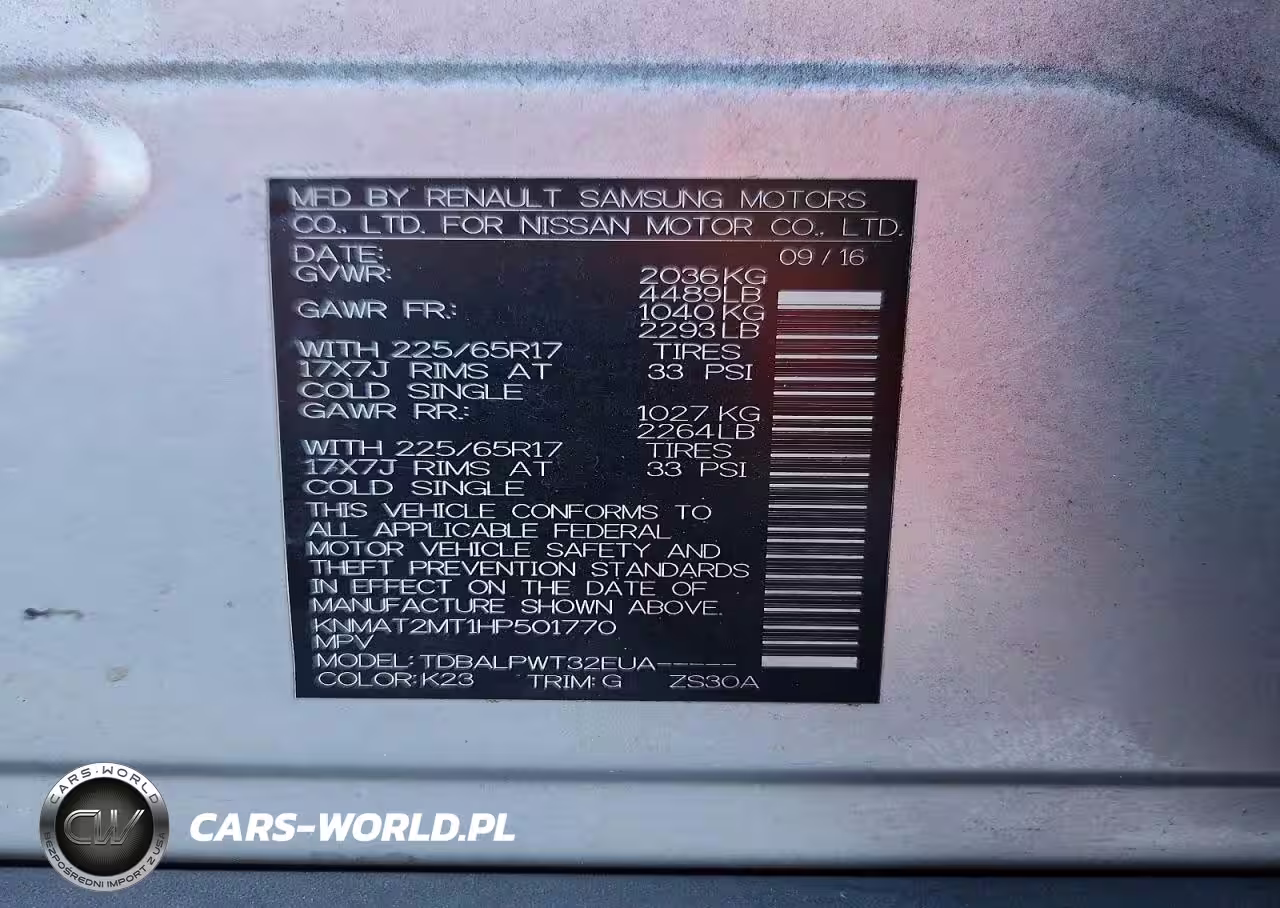 MFD BY RENAULT SAMSUNG MOTORS
CO., LTD. FOR NISSAN MOTOR CO., LTD.
DATE: 09 / 16
GVWR: 2036 KG
4489 LB
GAWR FR.: 1040 KG
2293 LB
WITH 225/65R17 TIRES
17X7J RIMS AT 33 PSI
COLD SINGLE
GAWR RR.: 1027 KG
2264 LB
WITH 225/65R17 TIRES
17X7J RIMS AT 33 PSI
COLD SINGLE
THIS VEHICLE CONFORMS TO
ALL APPLICABLE FEDERAL
MOTOR VEHICLE SAFETY AND
THEFT PREVENTION STANDARDS
IN EFFECT ON THE DATE OF
MANUFACTURE SHOWN ABOVE.
KNMAT2MT1HP501770
MPV
MODEL: TDBALPWT32EUA-----
COLOR: K23 TRIM: G ZS30A
CARS-WORLD
CW
BEZPOŚREDNI IMPORT Z USA
CARS-WORLD.PL